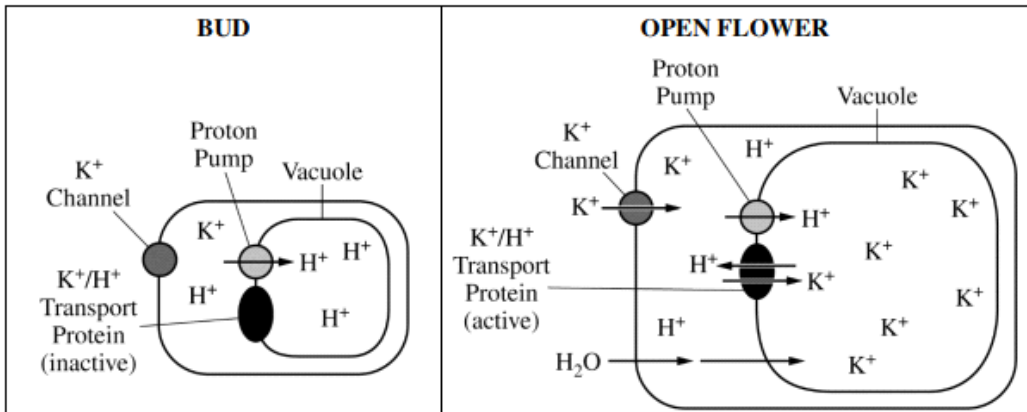 BUD
Proton
Pump
K⁺
Channel
Vacuole
K⁺
H⁺
H⁺
H⁺
H⁺
K⁺/H⁺
Transport
Protein
(inactive)
OPEN FLOWER
Proton
Pump
Vacuole
K⁺
Channel
H⁺
K⁺
K⁺
K⁺
K⁺
H⁺
K⁺/H⁺
Transport
Protein
(active)
H⁺
K⁺
K⁺
K⁺
H⁺
K⁺
K⁺
H₂O